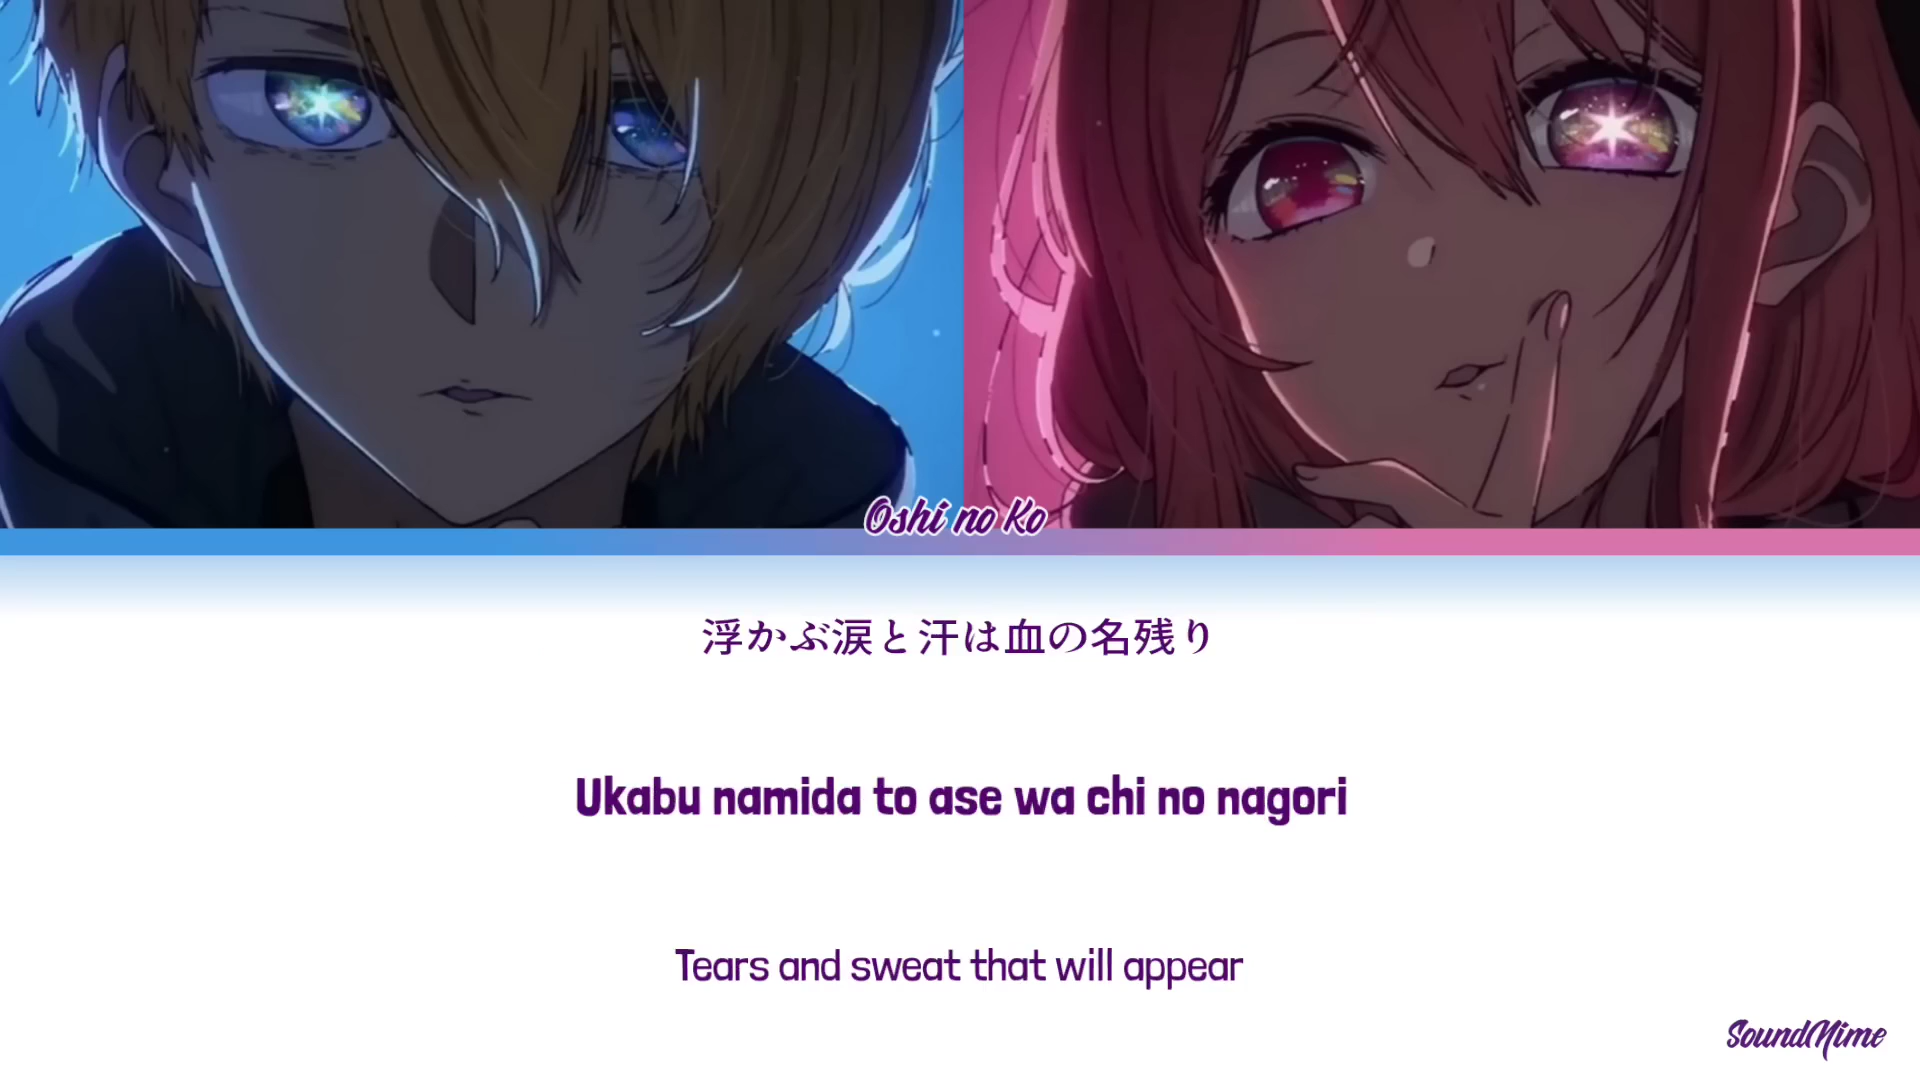 Oshi no Ko
浮かぶ涙と汗は血の名残り
Ukabu namida to ase wa chi no nagori
Tears and sweat that will appear
SoundMime